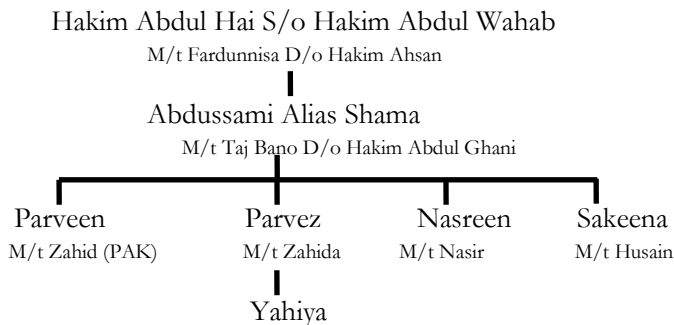 Hakim Abdul Hai S/o Hakim Abdul Wahab
M/t Fardunnisa D/o Hakim Ahsan
Abdussami Alias Shama
M/t Taj Bano D/o Hakim Abdul Ghani
Parveen Parvez Nasreen Sakeena
M/t Zahid (PAK) M/t Zahida M/t Nasir M/t Husain
Yahiya